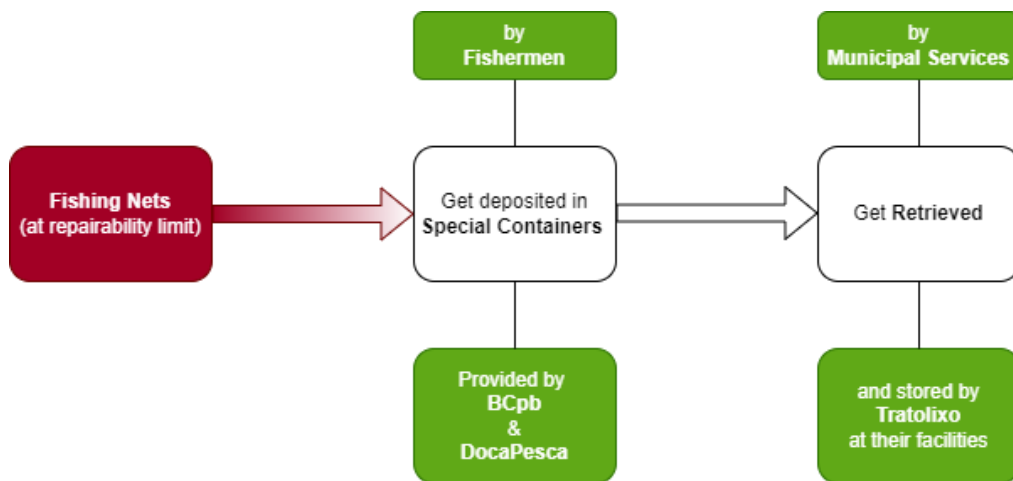 by
Fishermen
by
Municipal Services
Fishing Nets
(at repairability limit)
Get deposited in
Special Containers
Get Retrieved
Provided by
BCpb
&
DocaPesca
and stored by
Tratolixo
at their facilities